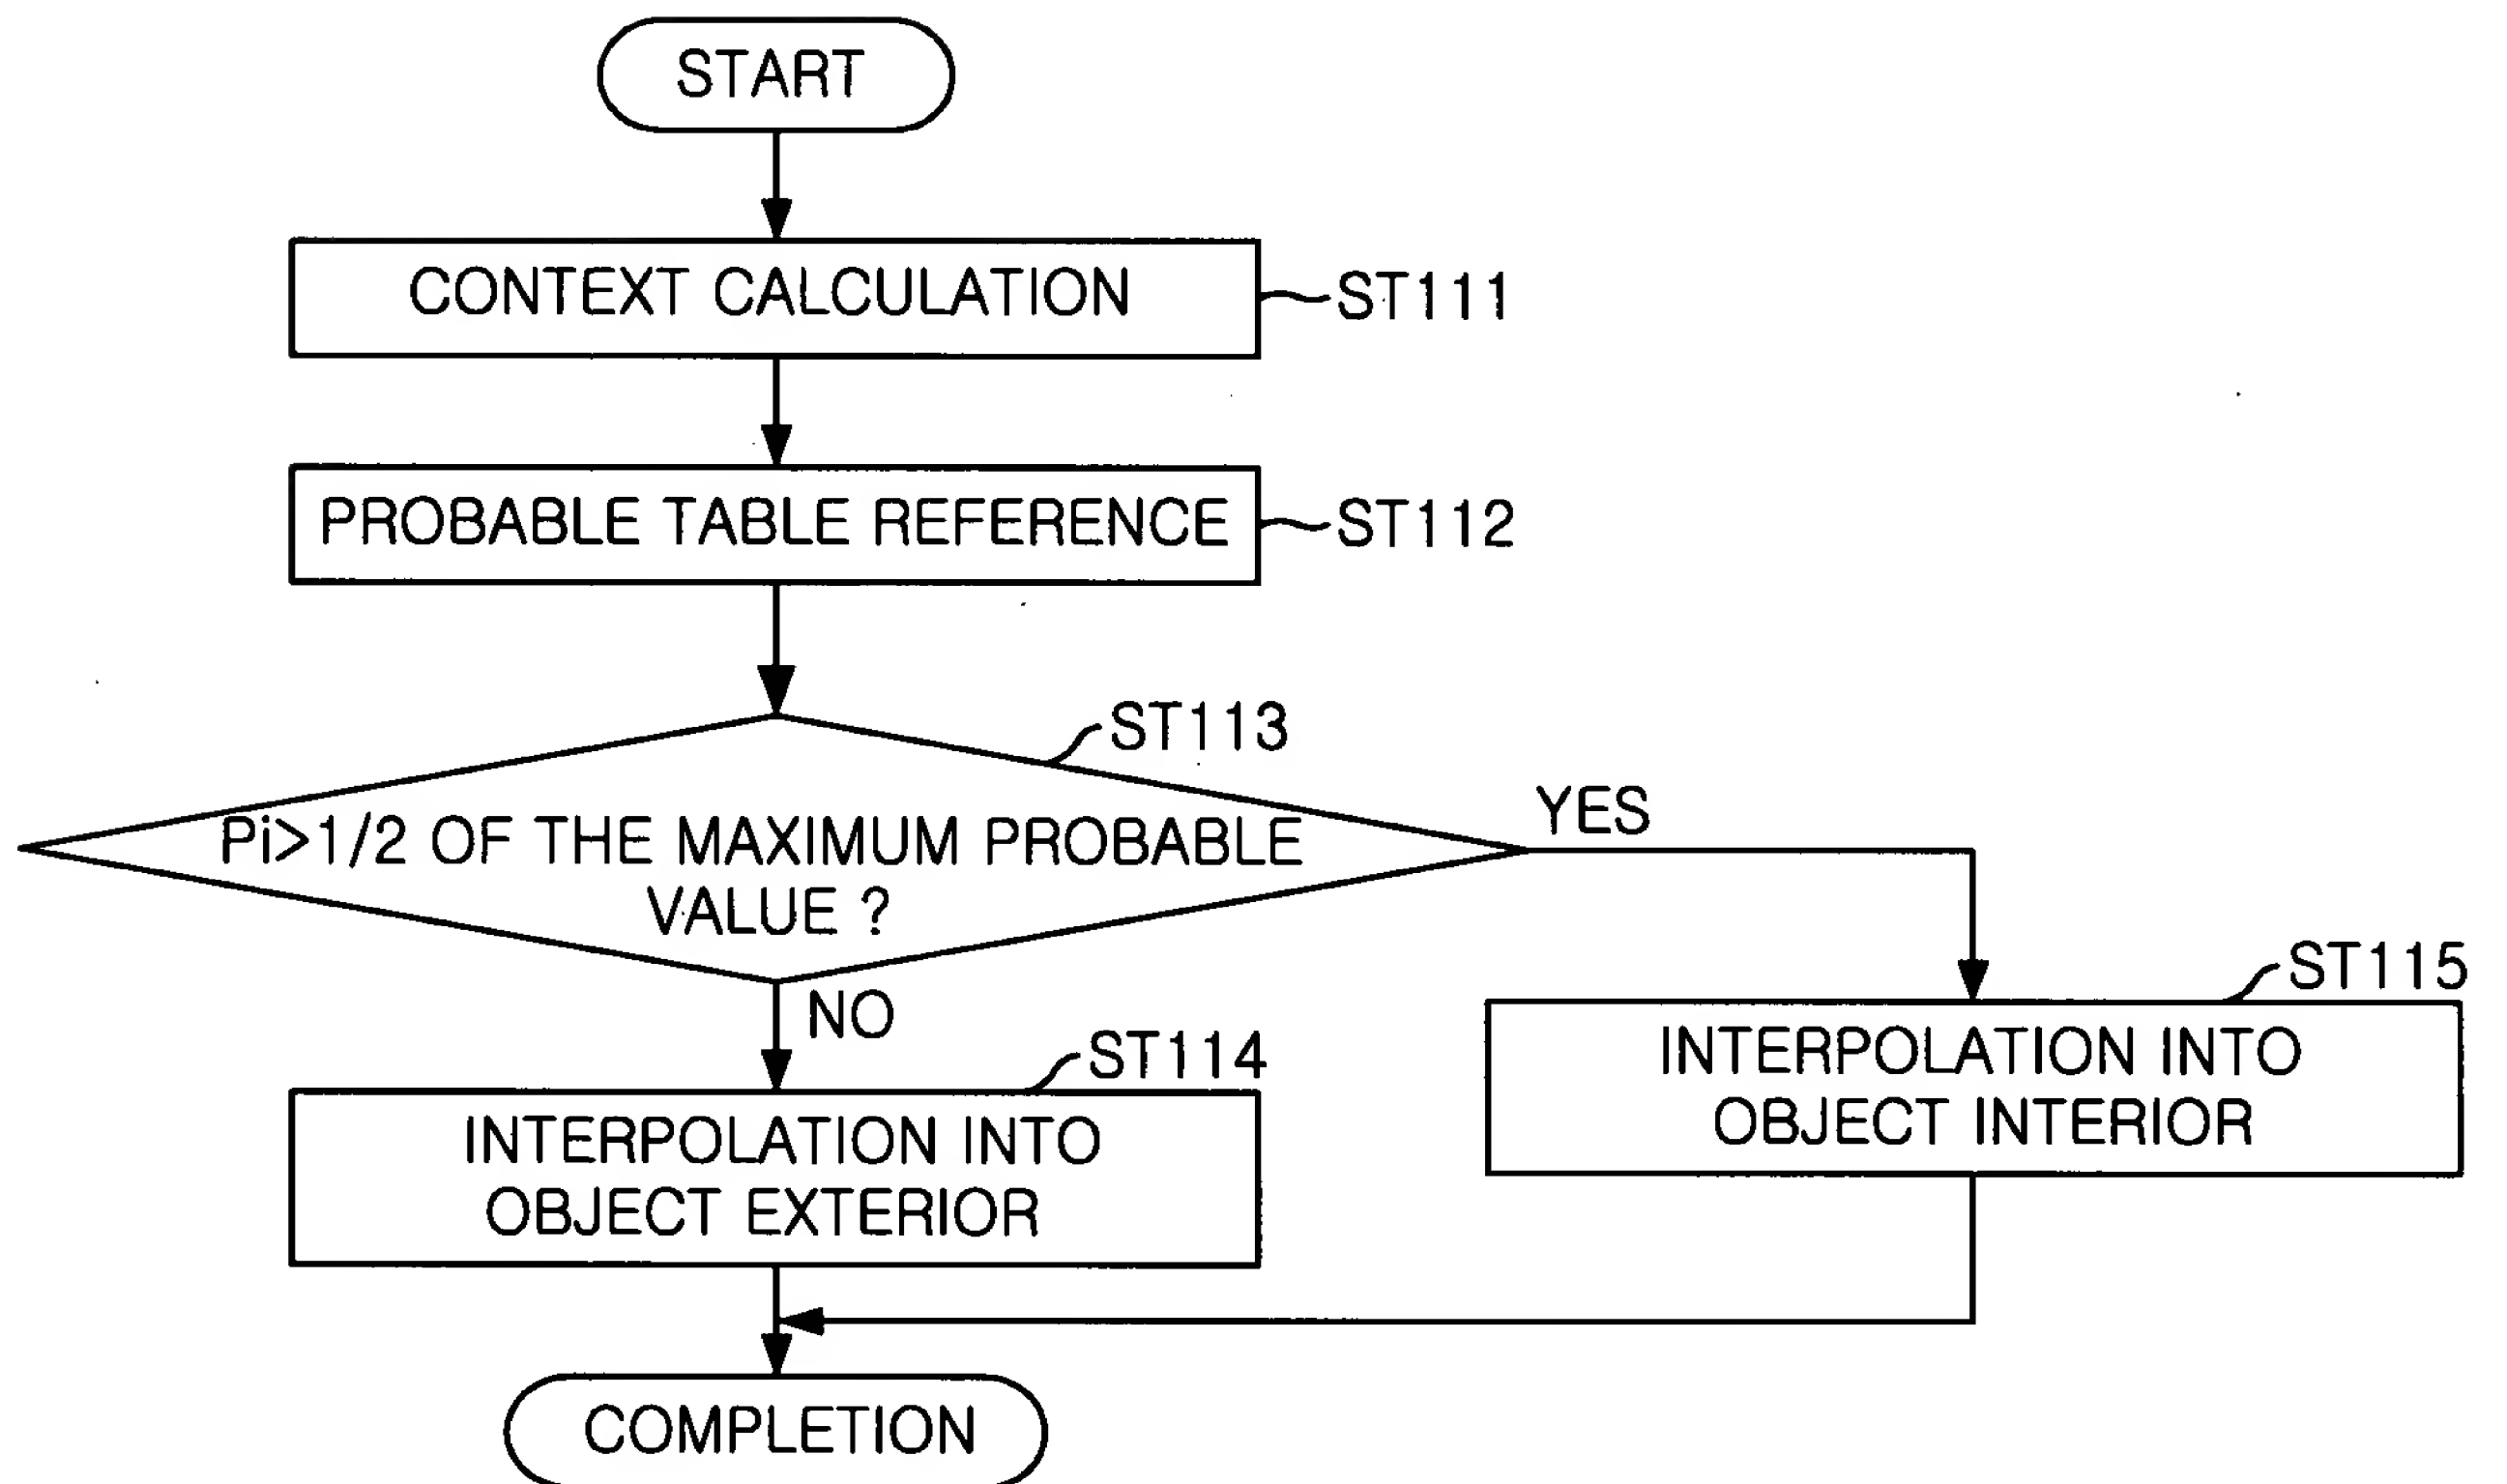 START
CONTEXT CALCULATION
ST111
PROBABLE TABLE REFERENCE
ST112
ST113
Pi>1/2 OF THE MAXIMUM PROBABLE
VALUE ?
YES
NO
ST115
INTERPOLATION INTO
OBJECT INTERIOR
ST114
INTERPOLATION INTO
OBJECT EXTERIOR
COMPLETION